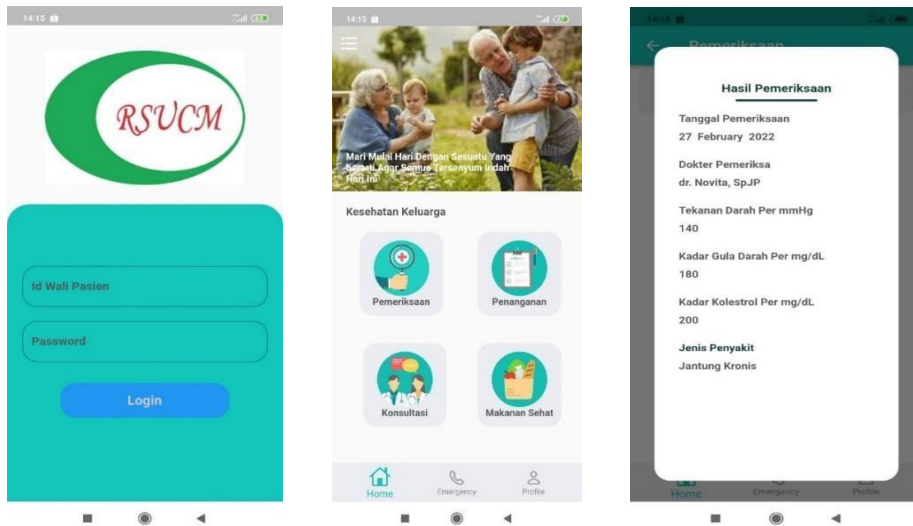 14:15
RSUCM
Id Wali Pasien
Password
Login
14:15
Mari Mulai Hari Dengan Sesuatu Yang
Berarti Agar Semua Tersenyum Indah
Hari Ini
Kesehatan Keluarga
Pemeriksaan
Penanganan
Konsultasi
Makanan Sehat
Home
Emergency
Profile
14:15
Pemeriksaan
Hasil Pemeriksaan
Tanggal Pemeriksaan
27 February 2022
Dokter Pemeriksa
dr. Novita, SpJP
Tekanan Darah Per mmHg
140
Kadar Gula Darah Per mg/dL
180
Kadar Kolestrol Per mg/dL
200
Jenis Penyakit
Jantung Kronis
Home
Emergency
Profile